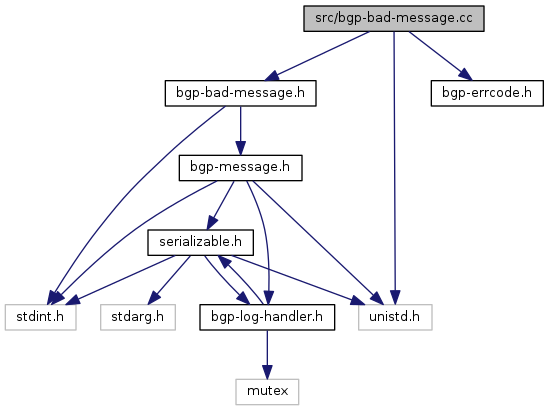 src/bgp-bad-message.cc
bgp-bad-message.h
bgp-errcode.h
bgp-message.h
serializable.h
stdint.h
stdarg.h
bgp-log-handler.h
unistd.h
mutex